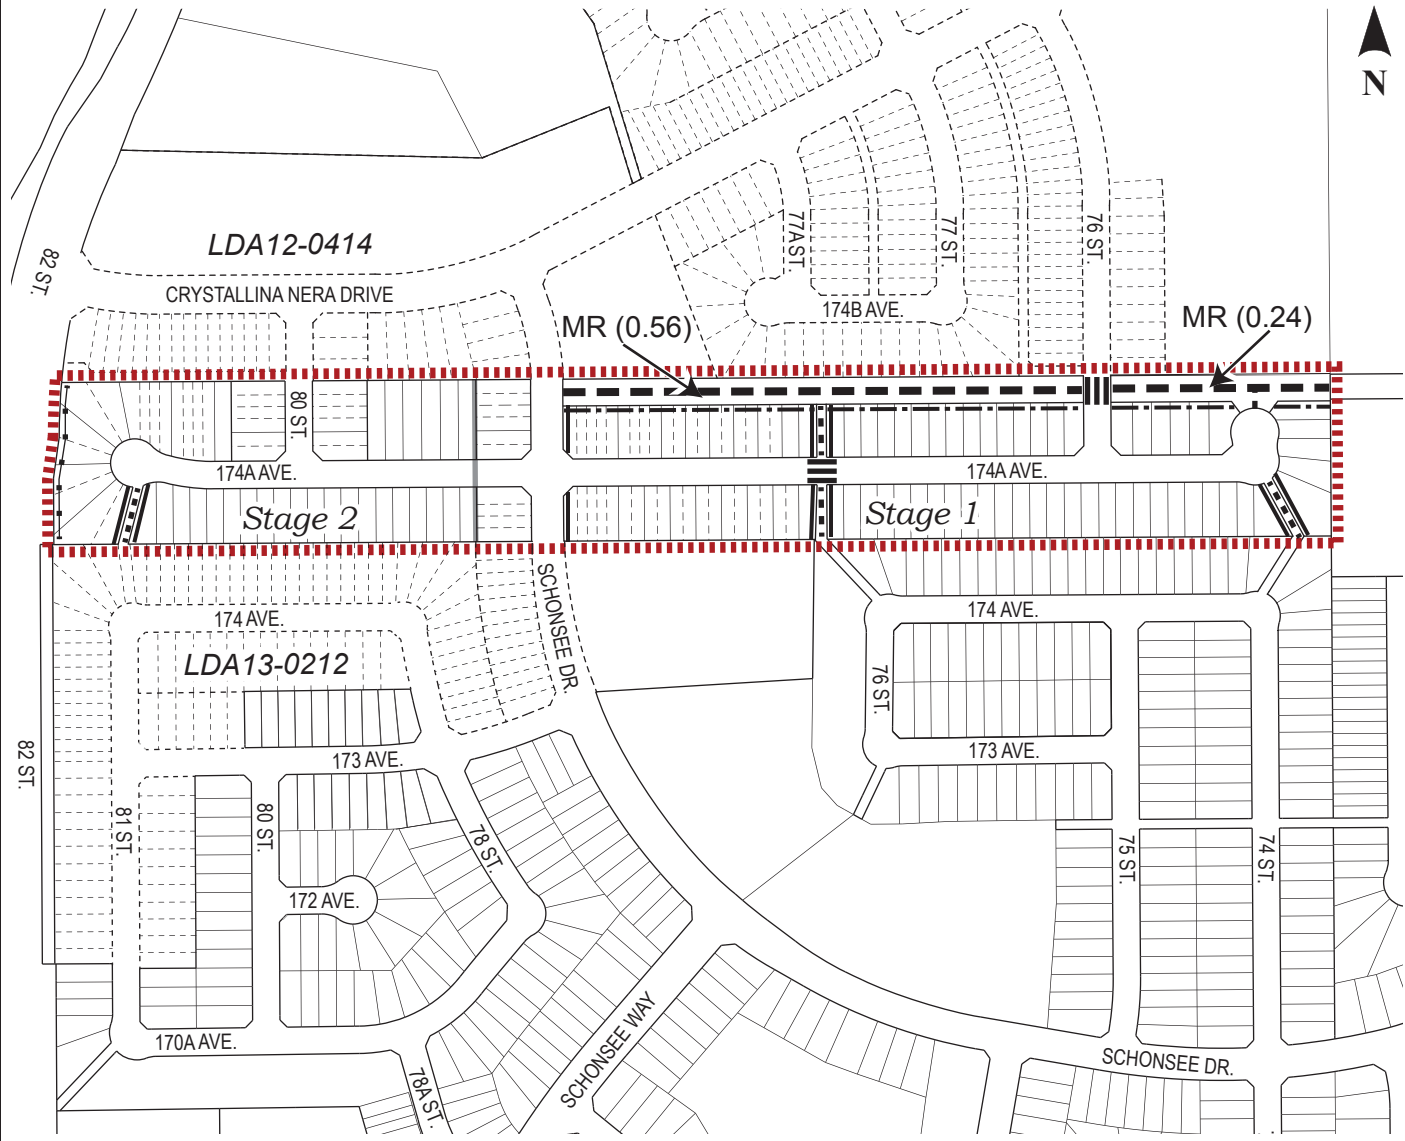 N
LDA12-0414
82 ST.
CRYSTALLINA NERA DRIVE
77A ST.
77 ST.
76 ST.
174B AVE.
MR (0.56)
MR (0.24)
80 ST.
174A AVE.
174A AVE.
Stage 2
Stage 1
SCHONSEE DR.
174 AVE.
174 AVE.
LDA13-0212
76 ST.
82 ST.
173 AVE.
173 AVE.
81 ST.
80 ST.
78 ST.
75 ST.
74 ST.
172 AVE.
SCHONSEE WAY
170A AVE.
SCHONSEE DR.
78A ST.